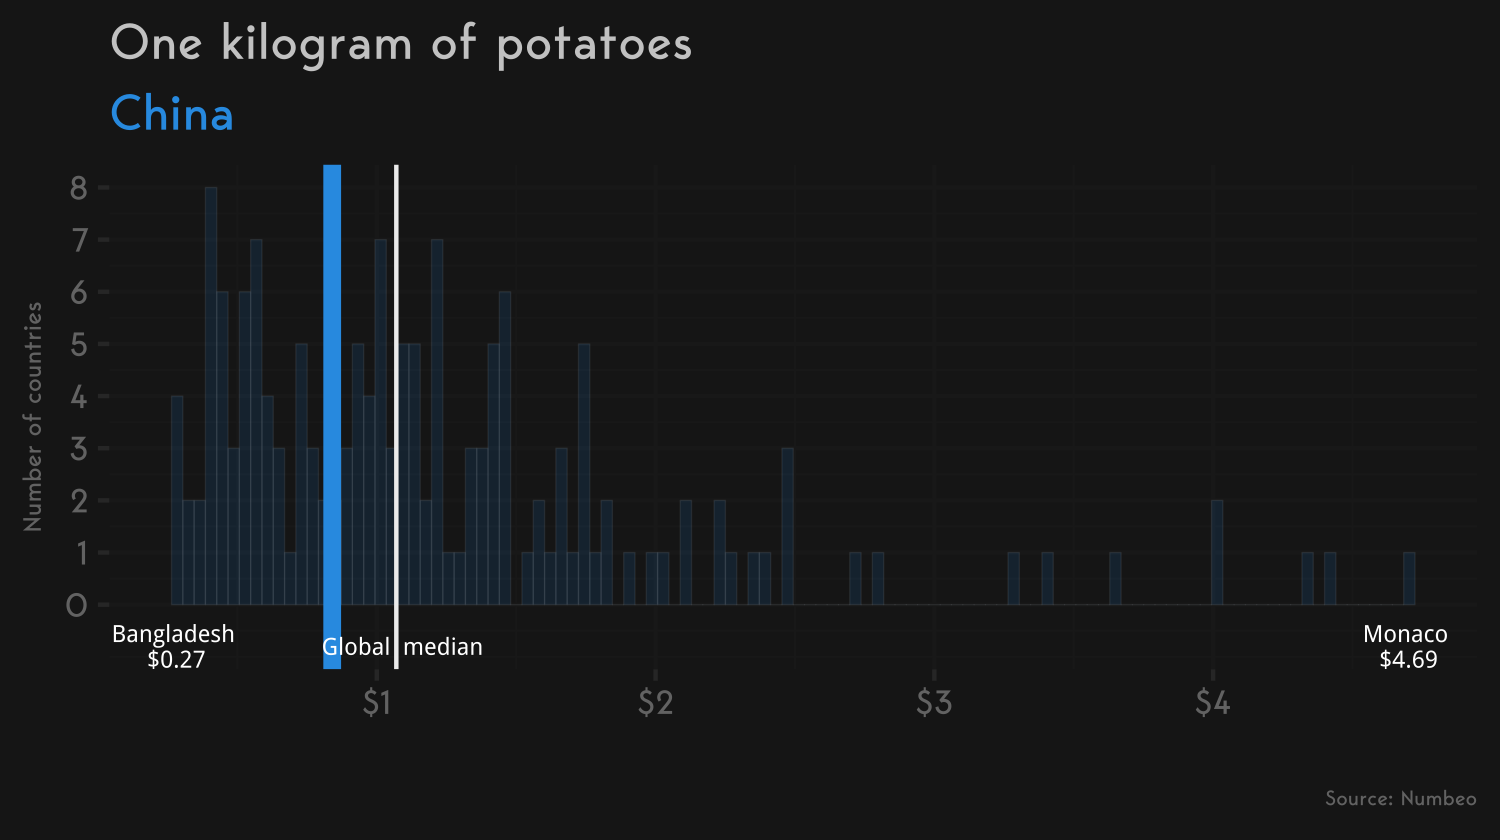 One kilogram of potatoes
China
Number of countries
8
7
6
5
4
3
2
1
0
Bangladesh
$0.27
Global median
Monaco
$4.69
$1 $2 $3 $4
Source: Numbeo